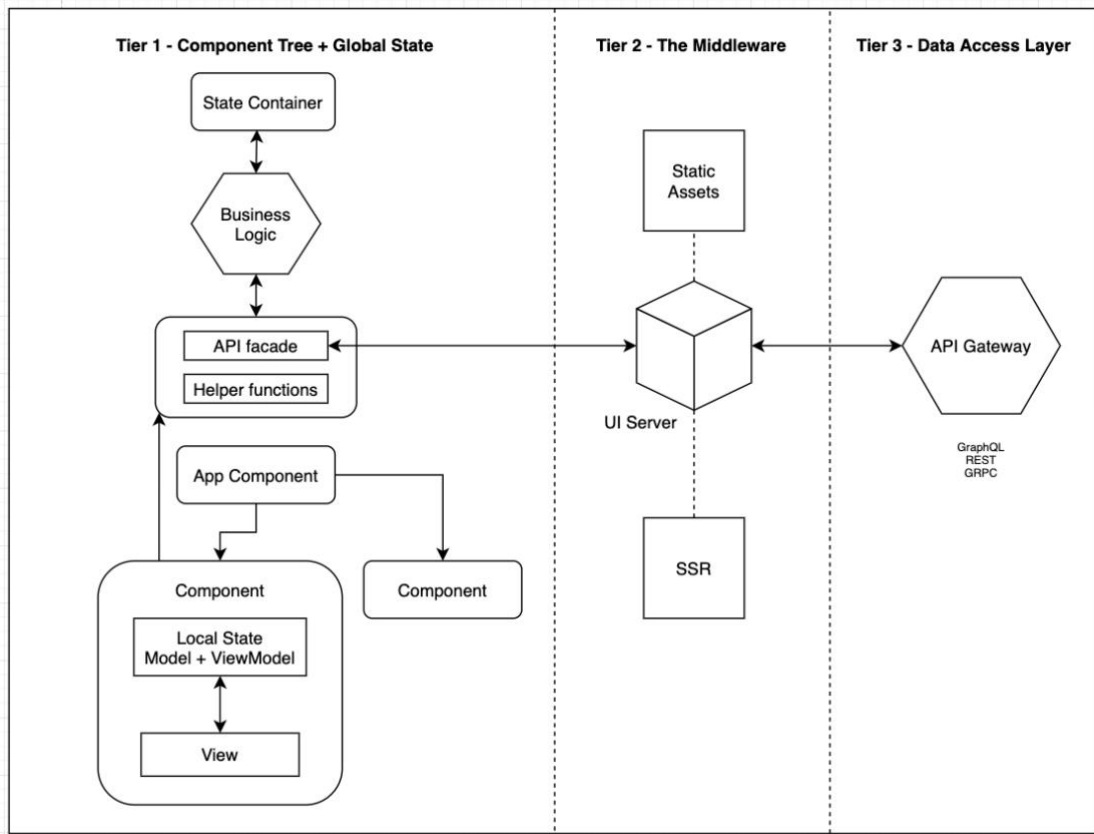 Tier 1 - Component Tree + Global State
State Container
Business
Logic
API facade
Helper functions
App Component
Component
Local State
Model + ViewModel
View
Component
Tier 2 - The Middleware
Static
Assets
UI Server
SSR
Tier 3 - Data Access Layer
API Gateway
GraphQL
REST
GRPC